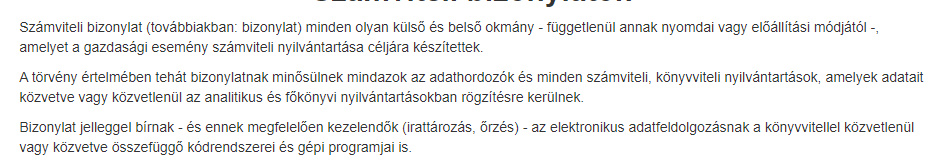 Számviteli bizonylat (továbbiakban: bizonylat) minden olyan külső és belső okmány - függetlenül annak nyomdai vagy előállítási módjától -,
amelyet a gazdasági esemény számviteli nyilvántartása céljára készítettek.
A törvény értelmében tehát bizonylatnak minősülnek mindazok az adathordozók és minden számviteli, könyvviteli nyilvántartások, amelyek adatait
közvetve vagy közvetlenül az analitikus és főkönyvi nyilvántartásokban rögzítésre kerülnek.
Bizonylat jelleggel bírnak - és ennek megfelelően kezelendők (irattározás, őrzés) - az elektronikus adatfeldolgozásnak a könyvvitellel közvetlenül
vagy közvetve összefüggő kódrendszerei és gépi programjai is.